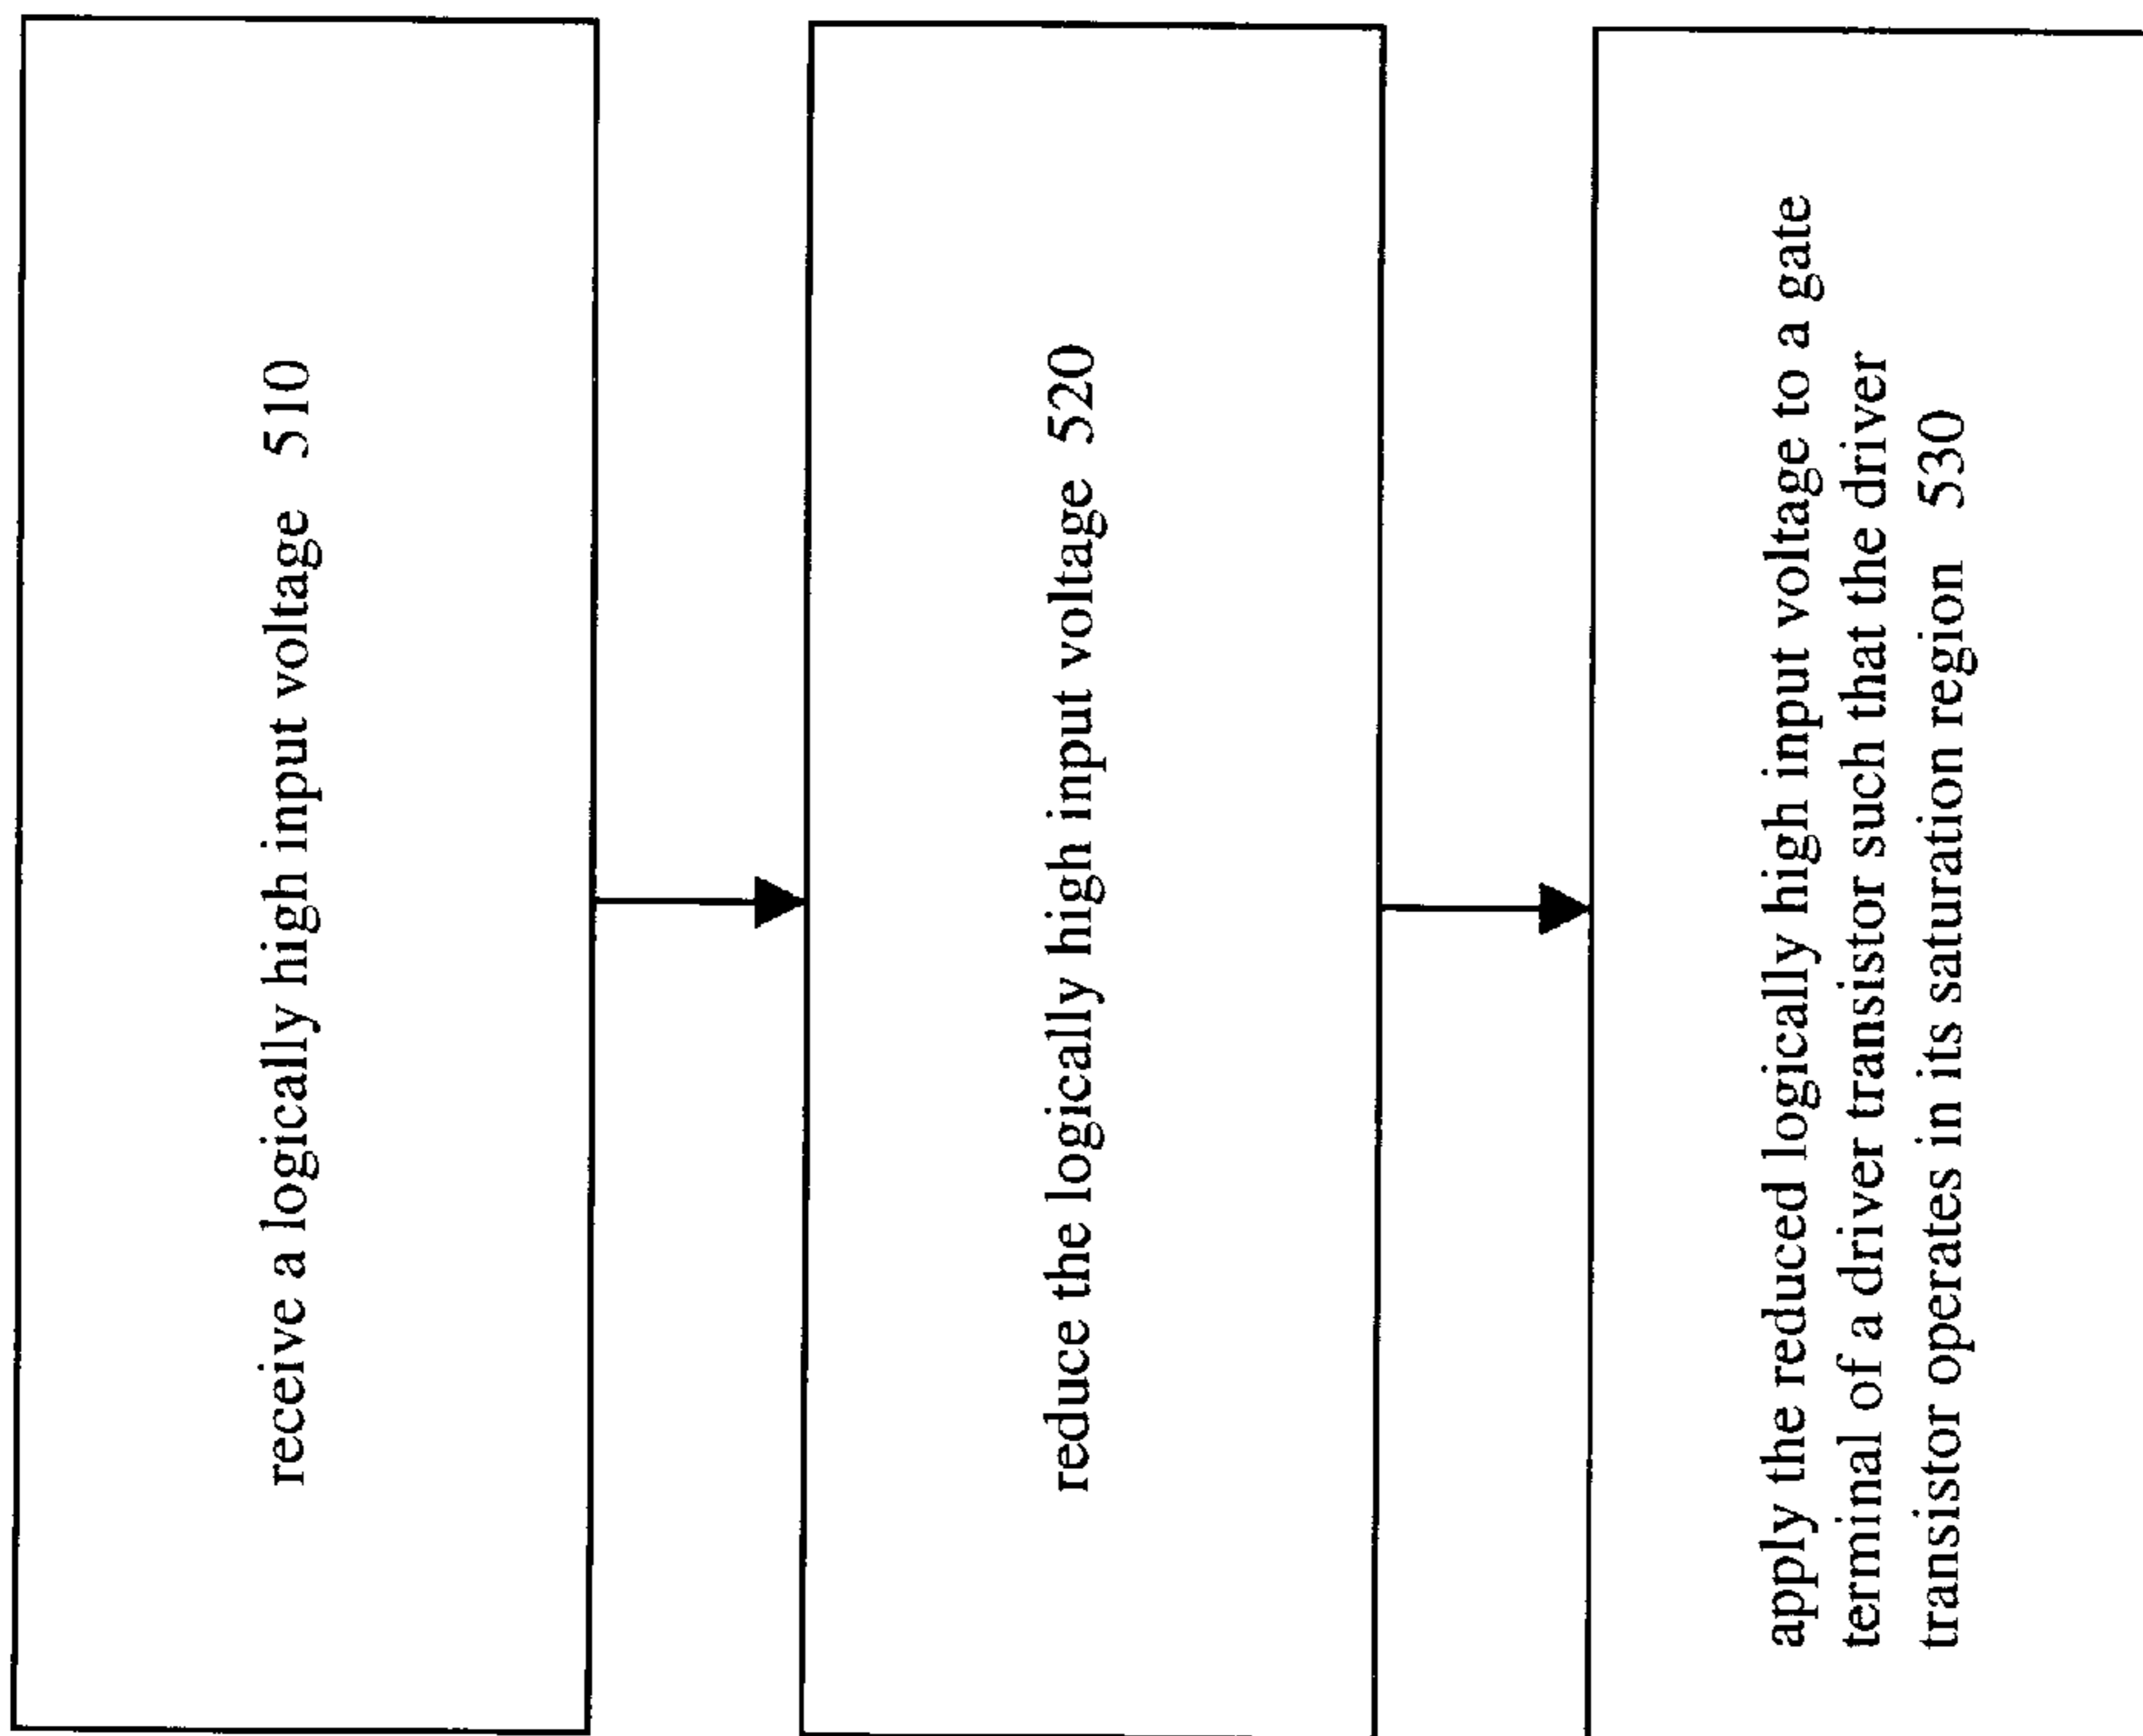 receive a logically high input voltage 510
reduce the logically high input voltage 520
apply the reduced logically high input voltage to a gate
terminal of a driver transistor such that the driver
transistor operates in its saturation region 530